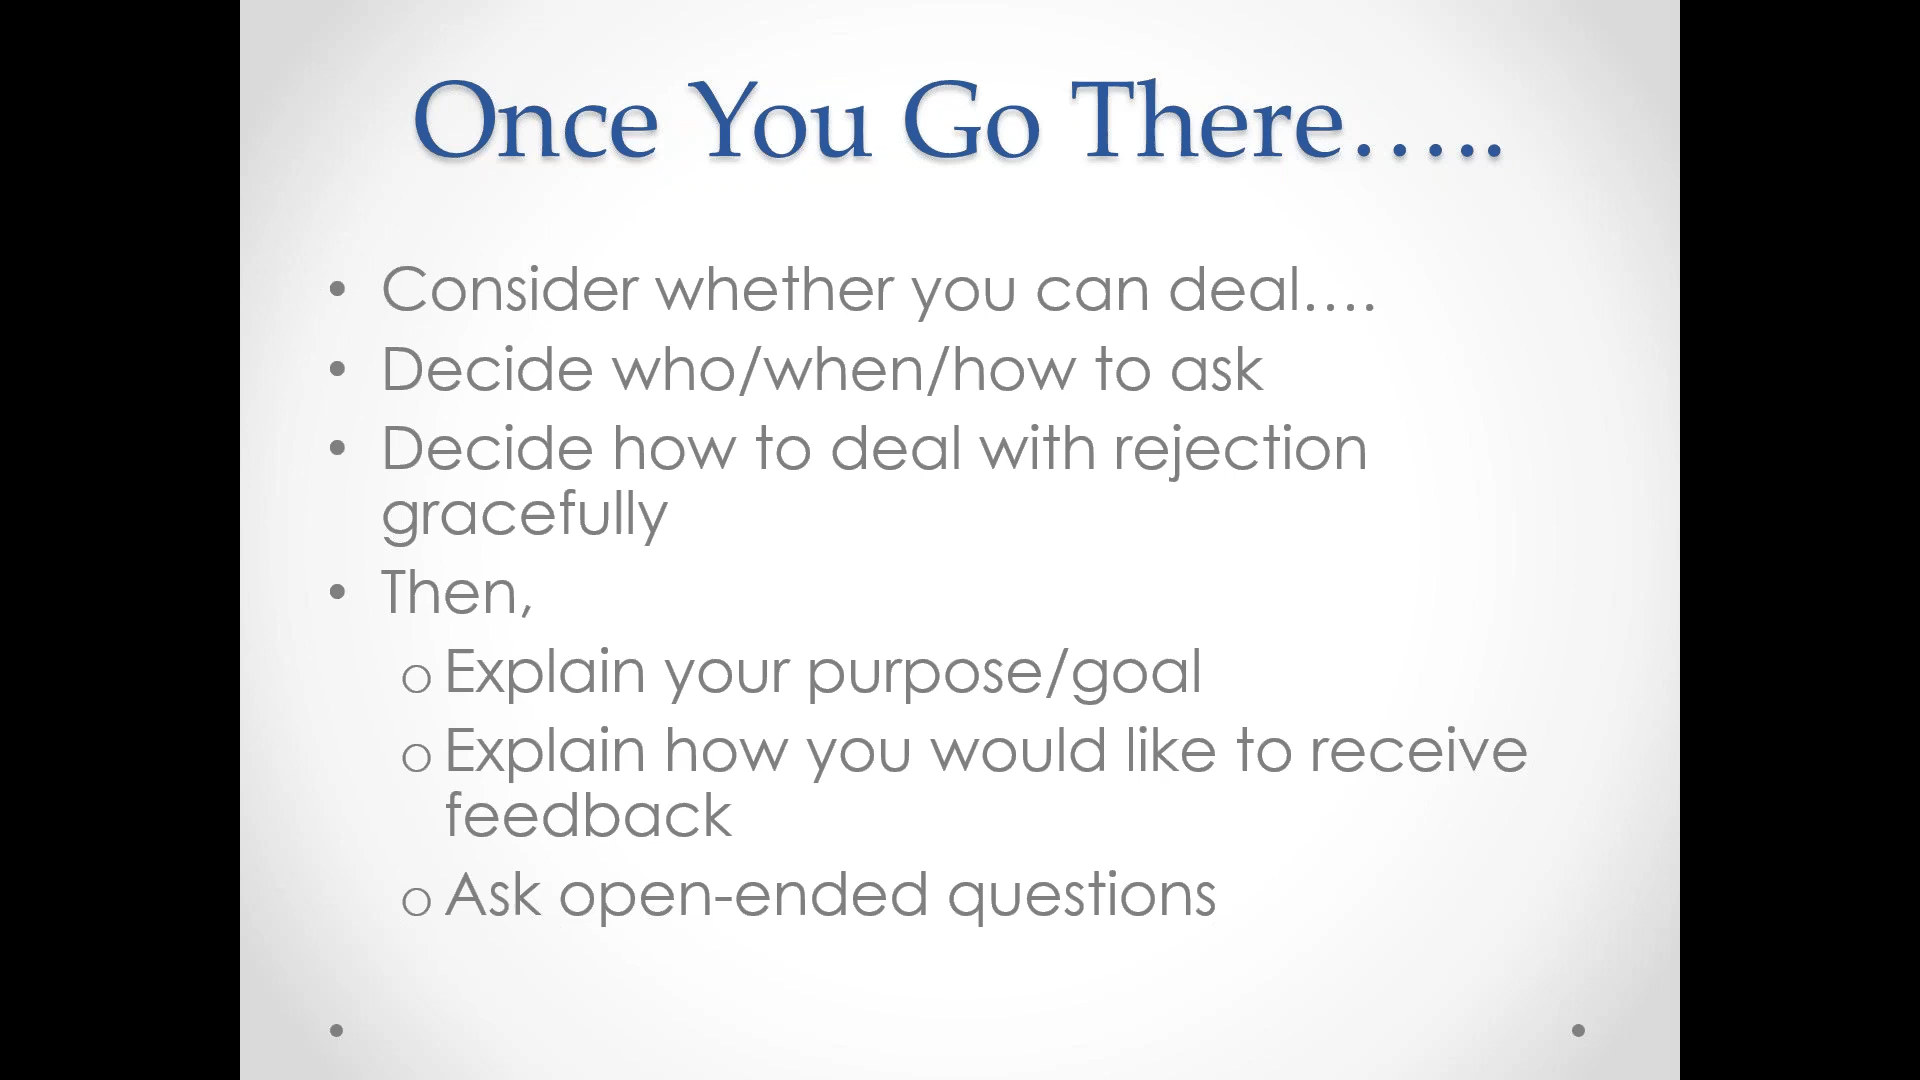 Once You Go There…..
• Consider whether you can deal….
• Decide who/when/how to ask
• Decide how to deal with rejection
gracefully
• Then,
o Explain your purpose/goal
o Explain how you would like to receive
feedback
o Ask open-ended questions